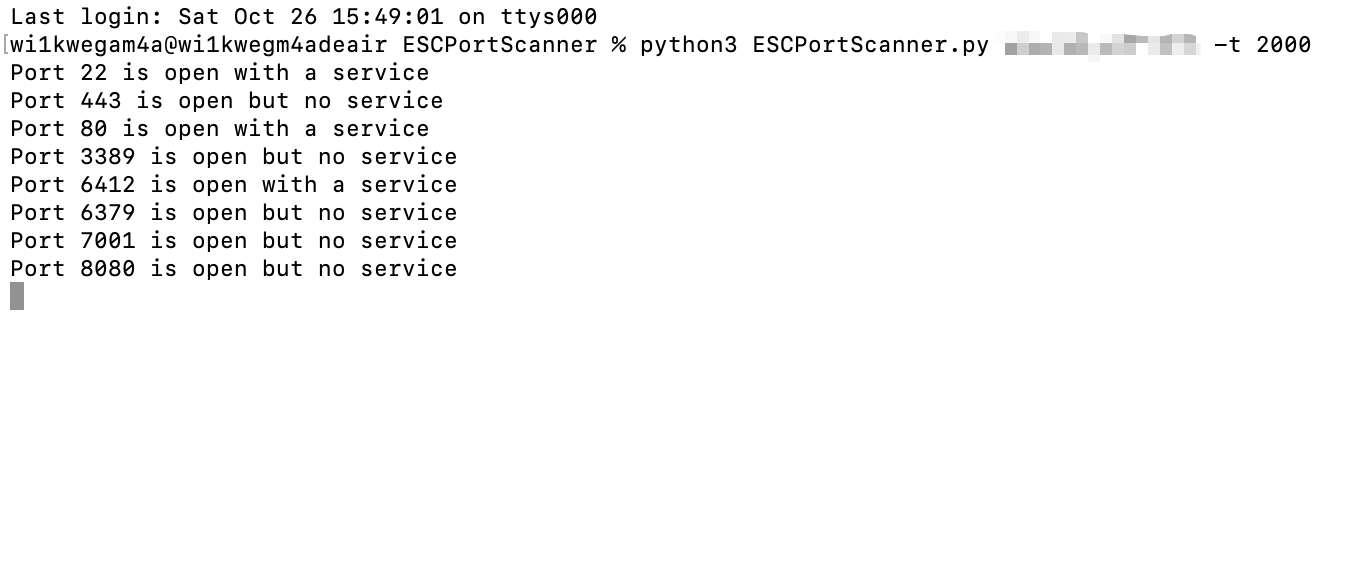 Last login: Sat Oct 26 15:49:01 on ttys000
[wi1kwegam4a@wi1kwegm4adeair ESCPortScanner % python3 ESCPortScanner.py -t 2000
Port 22 is open with a service
Port 443 is open but no service
Port 80 is open with a service
Port 3389 is open but no service
Port 6412 is open with a service
Port 6379 is open but no service
Port 7001 is open but no service
Port 8080 is open but no service